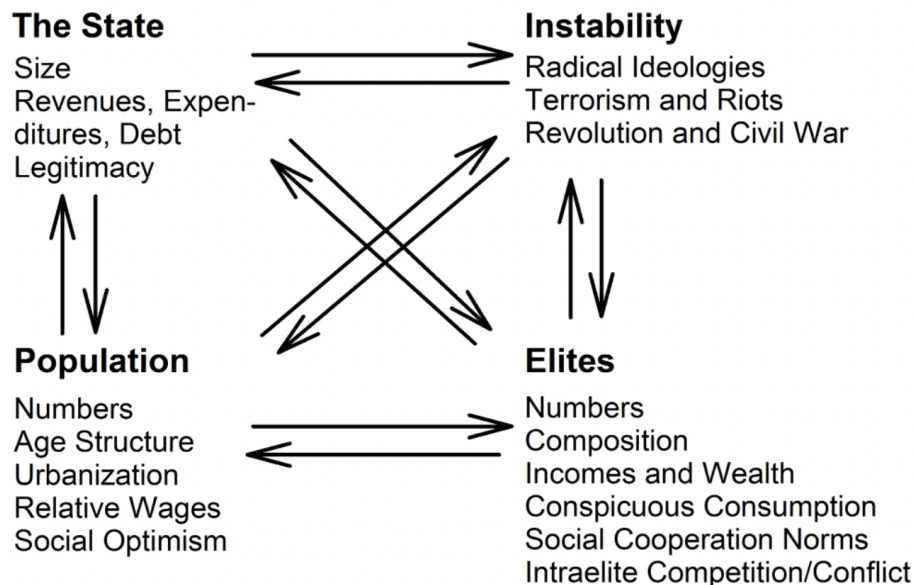 The State
Size
Revenues, Expen-
ditures, Debt
Legitimacy
Instability
Radical Ideologies
Terrorism and Riots
Revolution and Civil War
Population
Numbers
Age Structure
Urbanization
Relative Wages
Social Optimism
Elites
Numbers
Composition
Incomes and Wealth
Conspicuous Consumption
Social Cooperation Norms
Intraelite Competition/Conflict